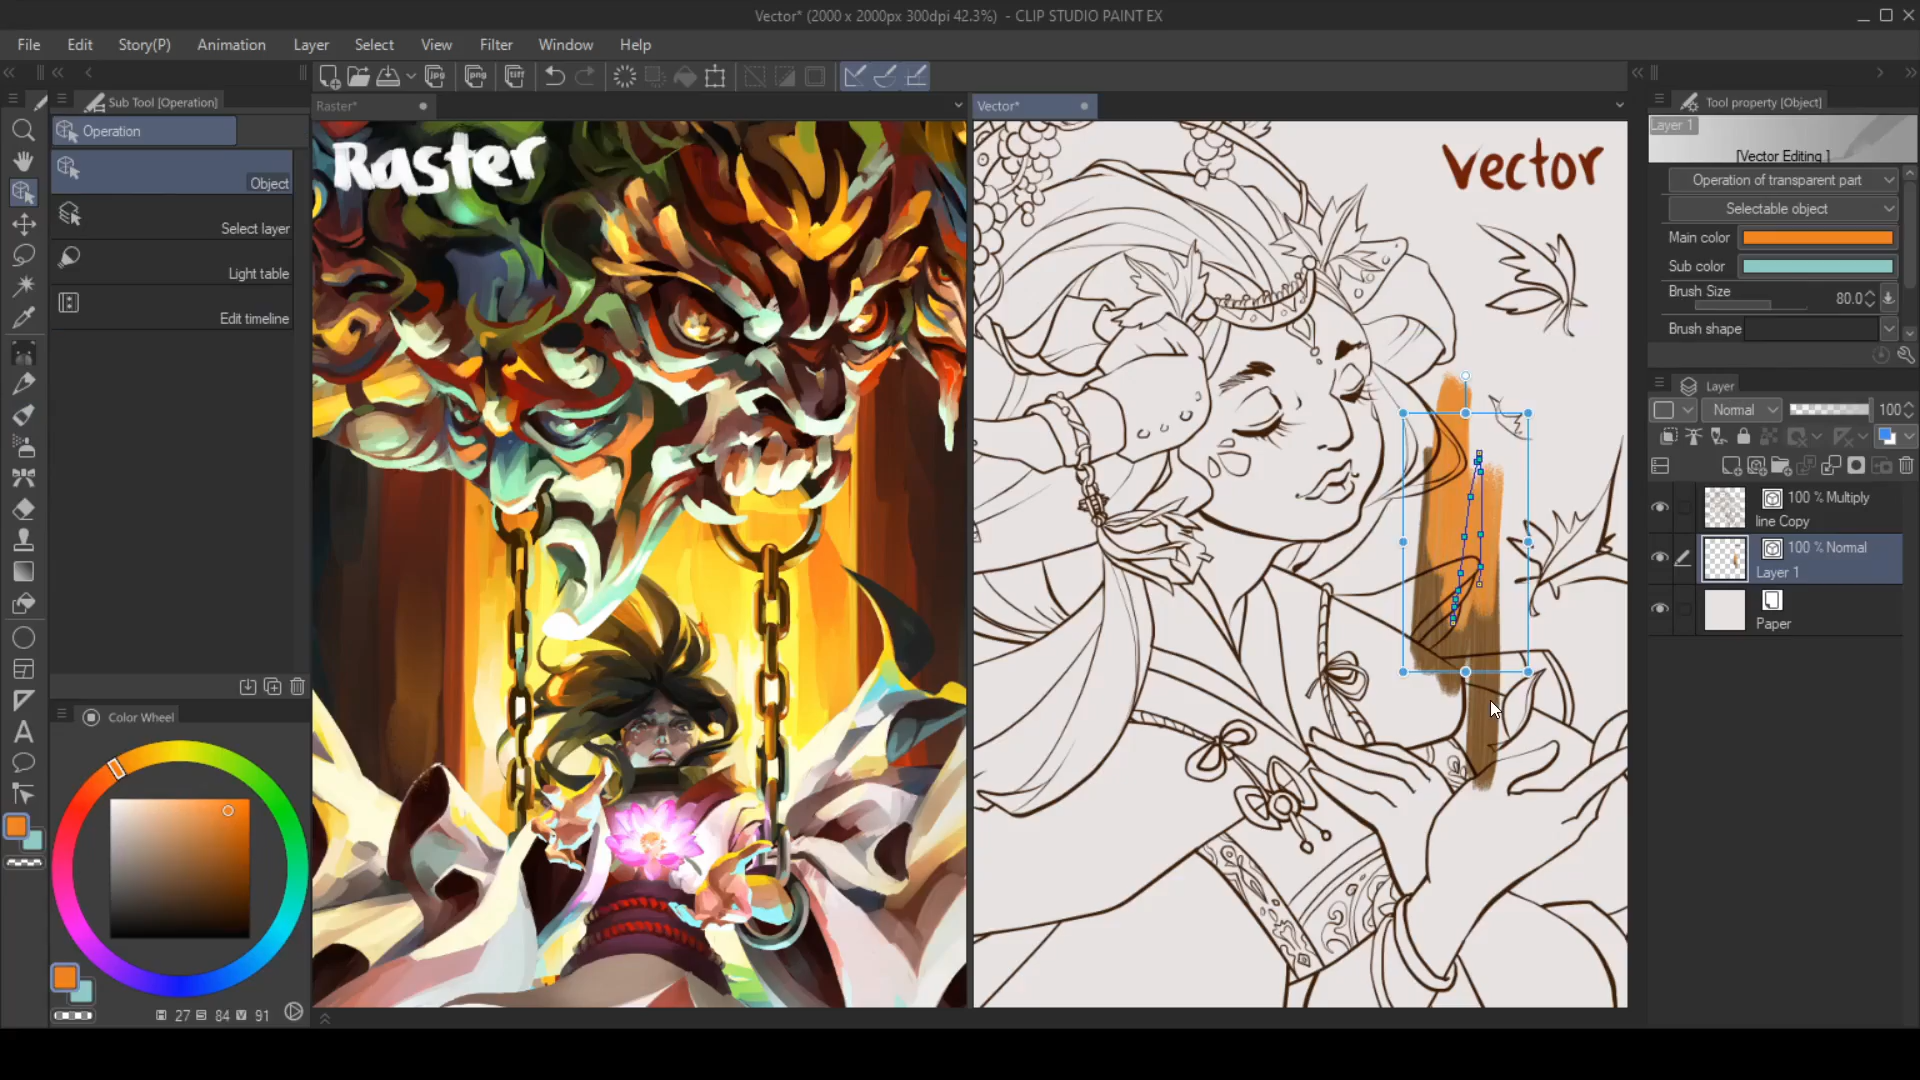 Vector* (2000 x 2000px 300dpi 42.3%) - CLIP STUDIO PAINT EX
File Edit Story(P) Animation Layer Select View Filter Window Help
jpg png tiff
Sub Tool [Operation]
Operation
Object
Select layer
Light table
Edit timeline
Color Wheel
H 27 S 84 V 91
Raster*
Raster
Vector*
vector
Tool property [Object]
Layer 1
[Vector Editing ]
Operation of transparent part
Selectable object
Main color
Sub color
Brush Size 80.0
Brush shape
Layer
Normal 100
100 % Multiply
line Copy
100 % Normal
Layer 1
Paper